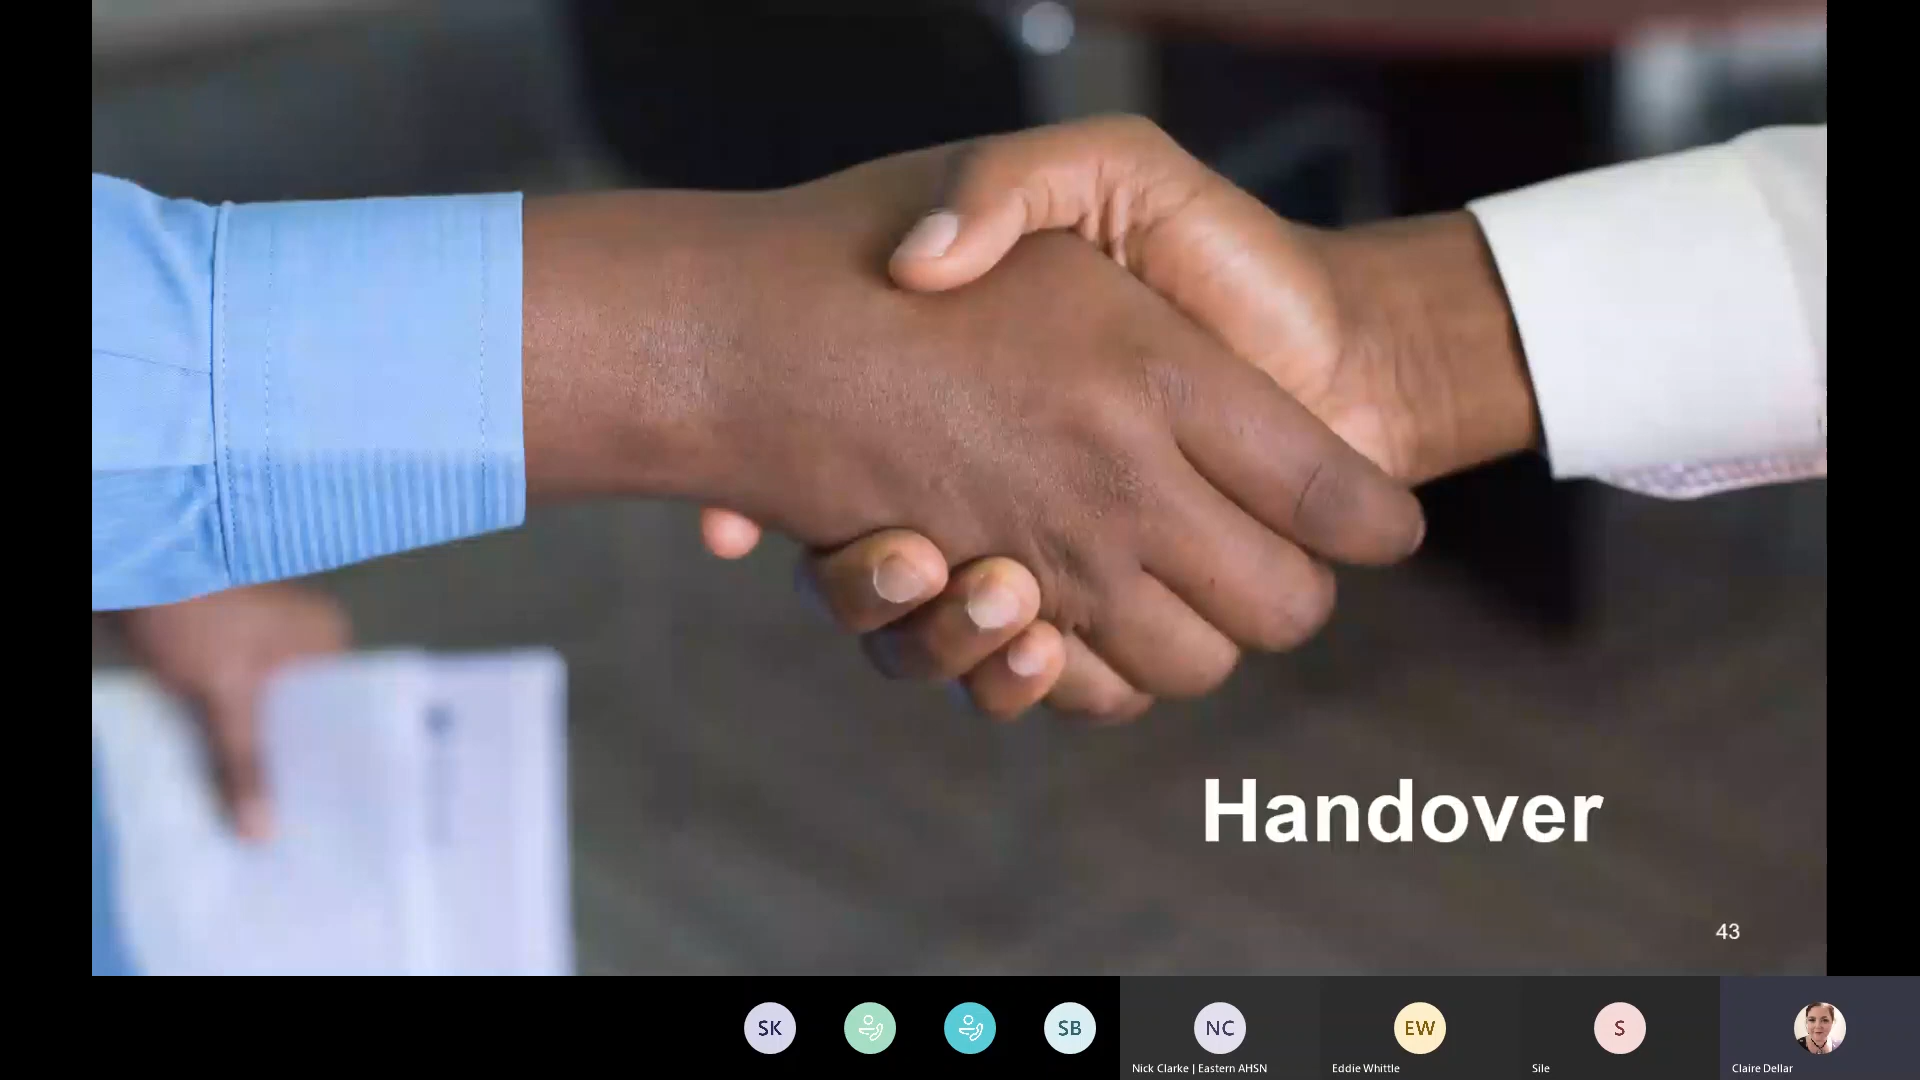 Handover
43
SK
SB
NC
EW
S
Nick Clarke | Eastern AHSN
Eddie Whittle
Sile
Claire Dellar